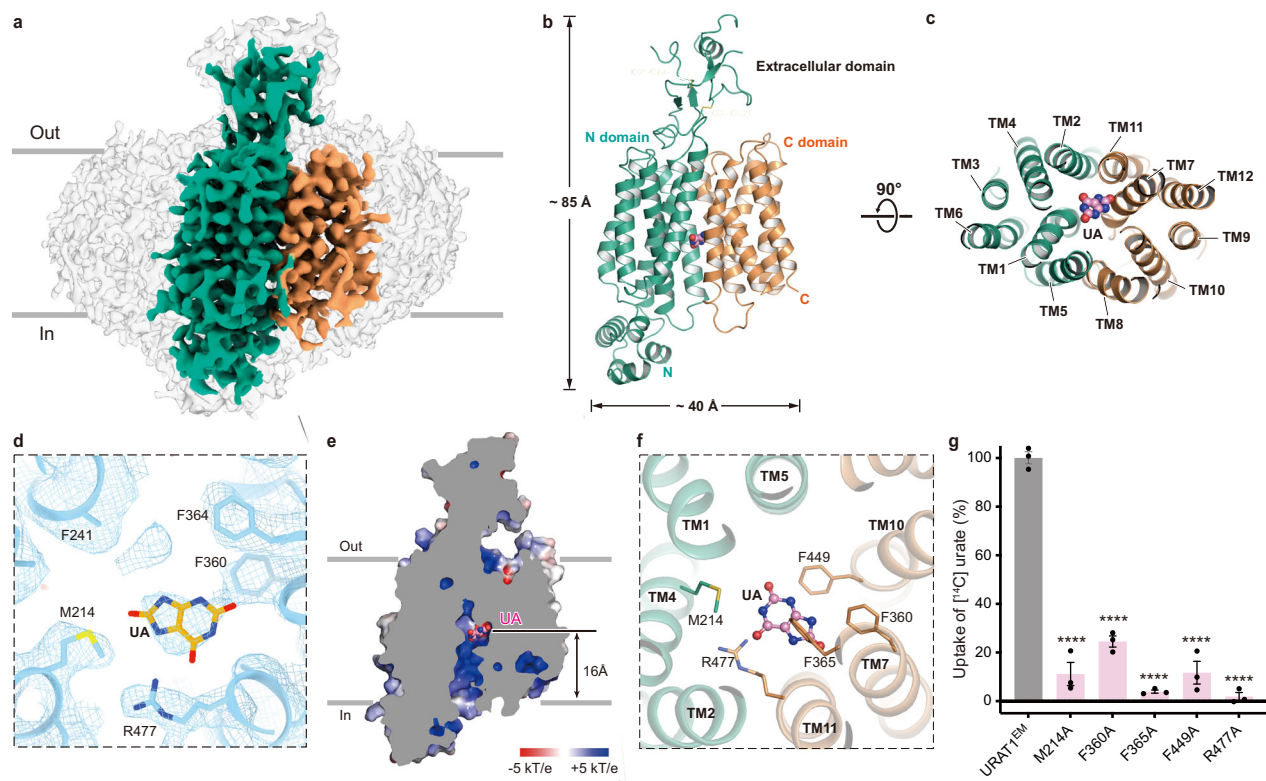 a
Out
In
b
Extracellular domain
N domain
C domain
~ 85 Å
C
N
~ 40 Å
90°
c
TM4
TM2
TM11
TM3
TM7
TM12
TM6
UA
TM9
TM1
TM10
TM5
TM8
d
F364
F241
F360
M214
UA
R477
e
Out
UA
16Å
In
-5 kT/e
+5 kT/e
f
TM5
TM1
TM10
F449
TM4
UA
M214
F360
R477
F365
TM7
TM2
TM11
g
Uptake of [¹⁴C] urate (%)
100
80
60
40
20
0
****
****
****
****
****
URAT1ᴱᴹ
M214A
F360A
F365A
F449A
R477A